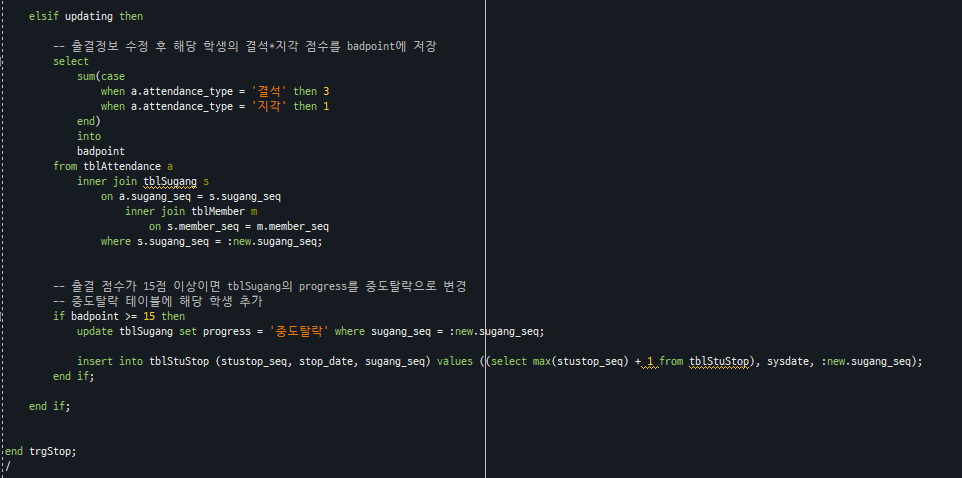 elsif updating then
-- 출결정보 수정 후 해당 학생의 결석*지각 점수를 badpoint에 저장
select
sum(case
when a.attendance_type = '결석' then 3
when a.attendance_type = '지각' then 1
end)
into
badpoint
from tblAttendance a
inner join tblSugang s
on a.sugang_seq = s.sugang_seq
inner join tblMember m
on s.member_seq = m.member_seq
where s.sugang_seq = :new.sugang_seq;
-- 출결 점수가 15점 이상이면 tblSugang의 progress를 중도탈락으로 변경
-- 중도탈락 테이블에 해당 학생 추가
if badpoint >= 15 then
update tblSugang set progress = '중도탈락' where sugang_seq = :new.sugang_seq;
insert into tblStuStop (stustop_seq, stop_date, sugang_seq) values ((select max(stustop_seq) + 1 from tblStuStop), sysdate, :new.sugang_seq);
end if;
end if;
end trgStop;
/